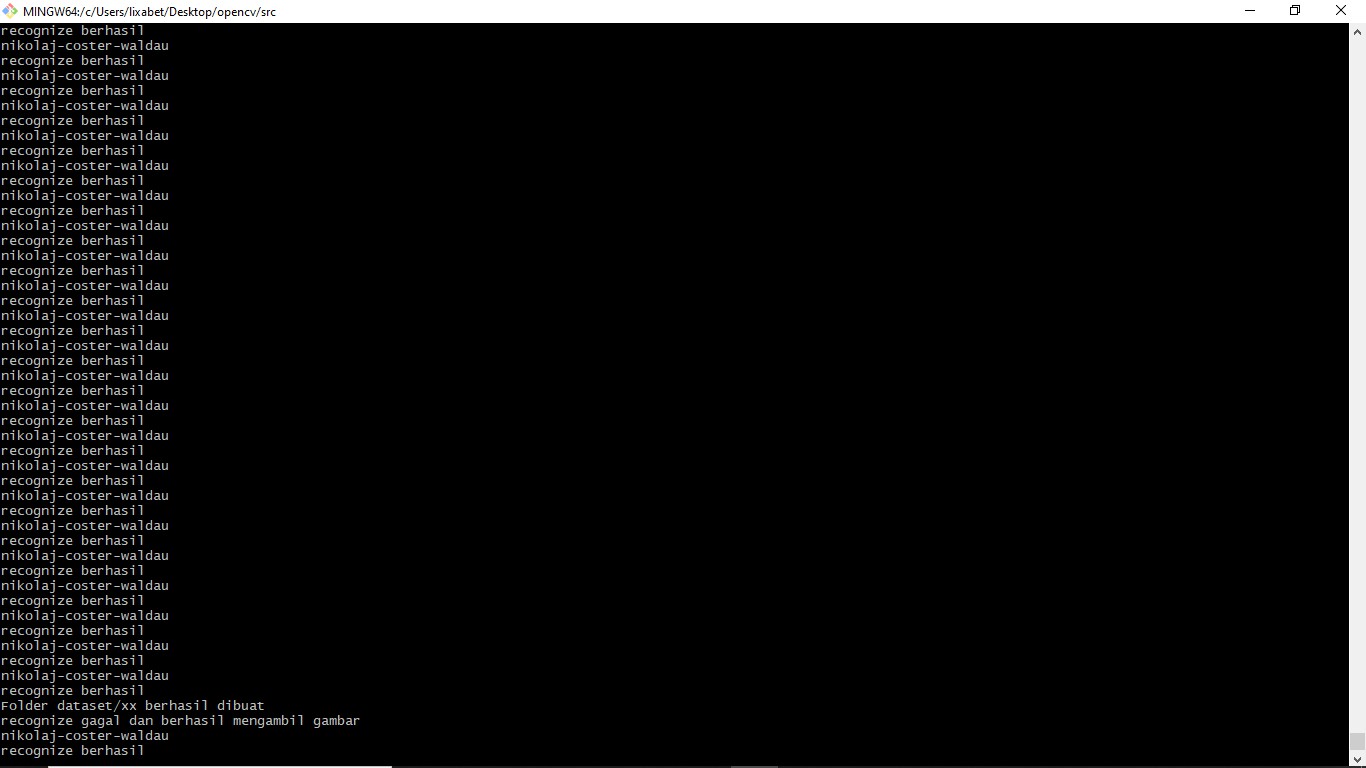 MINGW64:/c/Users/lixabet/Desktop/opencv/src
recognize berhasil
nikolaj-coster-waldau
recognize berhasil
nikolaj-coster-waldau
recognize berhasil
nikolaj-coster-waldau
recognize berhasil
nikolaj-coster-waldau
recognize berhasil
nikolaj-coster-waldau
recognize berhasil
nikolaj-coster-waldau
recognize berhasil
nikolaj-coster-waldau
recognize berhasil
nikolaj-coster-waldau
recognize berhasil
nikolaj-coster-waldau
recognize berhasil
nikolaj-coster-waldau
recognize berhasil
nikolaj-coster-waldau
recognize berhasil
nikolaj-coster-waldau
recognize berhasil
nikolaj-coster-waldau
recognize berhasil
nikolaj-coster-waldau
recognize berhasil
nikolaj-coster-waldau
recognize berhasil
nikolaj-coster-waldau
recognize berhasil
nikolaj-coster-waldau
recognize berhasil
nikolaj-coster-waldau
recognize berhasil
nikolaj-coster-waldau
recognize berhasil
nikolaj-coster-waldau
recognize berhasil
nikolaj-coster-waldau
recognize berhasil
nikolaj-coster-waldau
recognize berhasil
Folder dataset/xx berhasil dibuat
recognize gagal dan berhasil mengambil gambar
nikolaj-coster-waldau
recognize berhasil